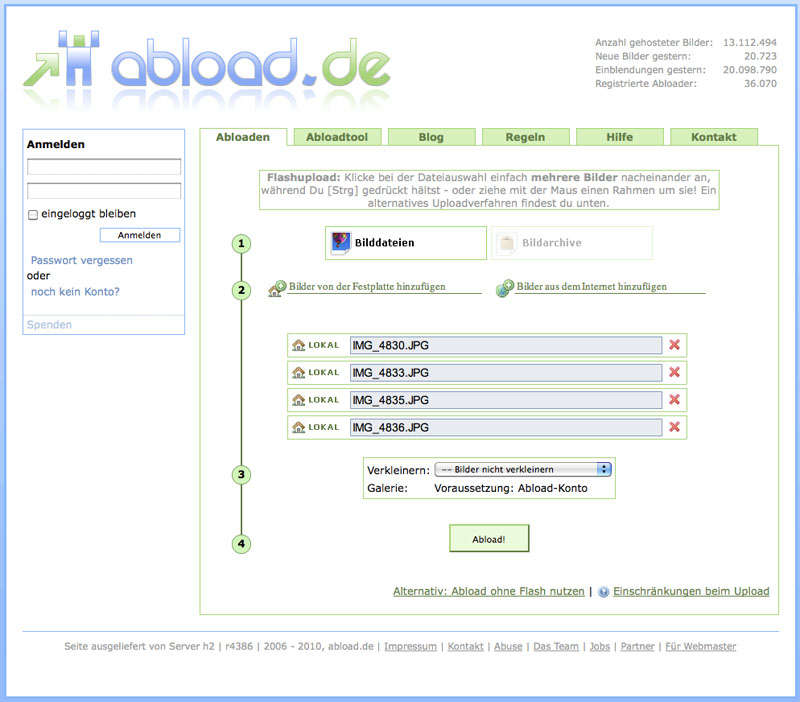 abload.de
Anzahl gehosteter Bilder: 13.112.494
Neue Bilder gestern: 20.723
Einblendungen gestern: 20.098.790
Registrierte Abloader: 36.070
Anmelden
eingeloggt bleiben
Anmelden
Passwort vergessen
oder
noch kein Konto?
Spenden
Abloaden Abloadtool Blog Regeln Hilfe Kontakt
Flashupload: Klicke bei der Dateiauswahl einfach mehrere Bilder nacheinander an,
während Du [Strg] gedrückt hältst - oder ziehe mit der Maus einen Rahmen um sie! Ein
alternatives Uploadverfahren findest du unten.
1 Bilddateien Bildarchive
2 Bilder von der Festplatte hinzufügen Bilder aus dem Internet hinzufügen
LOKAL IMG_4830.JPG
LOKAL IMG_4833.JPG
LOKAL IMG_4835.JPG
LOKAL IMG_4836.JPG
3 Verkleinern: -- Bilder nicht verkleinern
Galerie: Voraussetzung: Abload-Konto
4 Abload!
Alternativ: Abload ohne Flash nutzen | Einschränkungen beim Upload
Seite ausgeliefert von Server h2 | r4386 | 2006 - 2010, abload.de | Impressum | Kontakt | Abuse | Das Team | Jobs | Partner | Für Webmaster